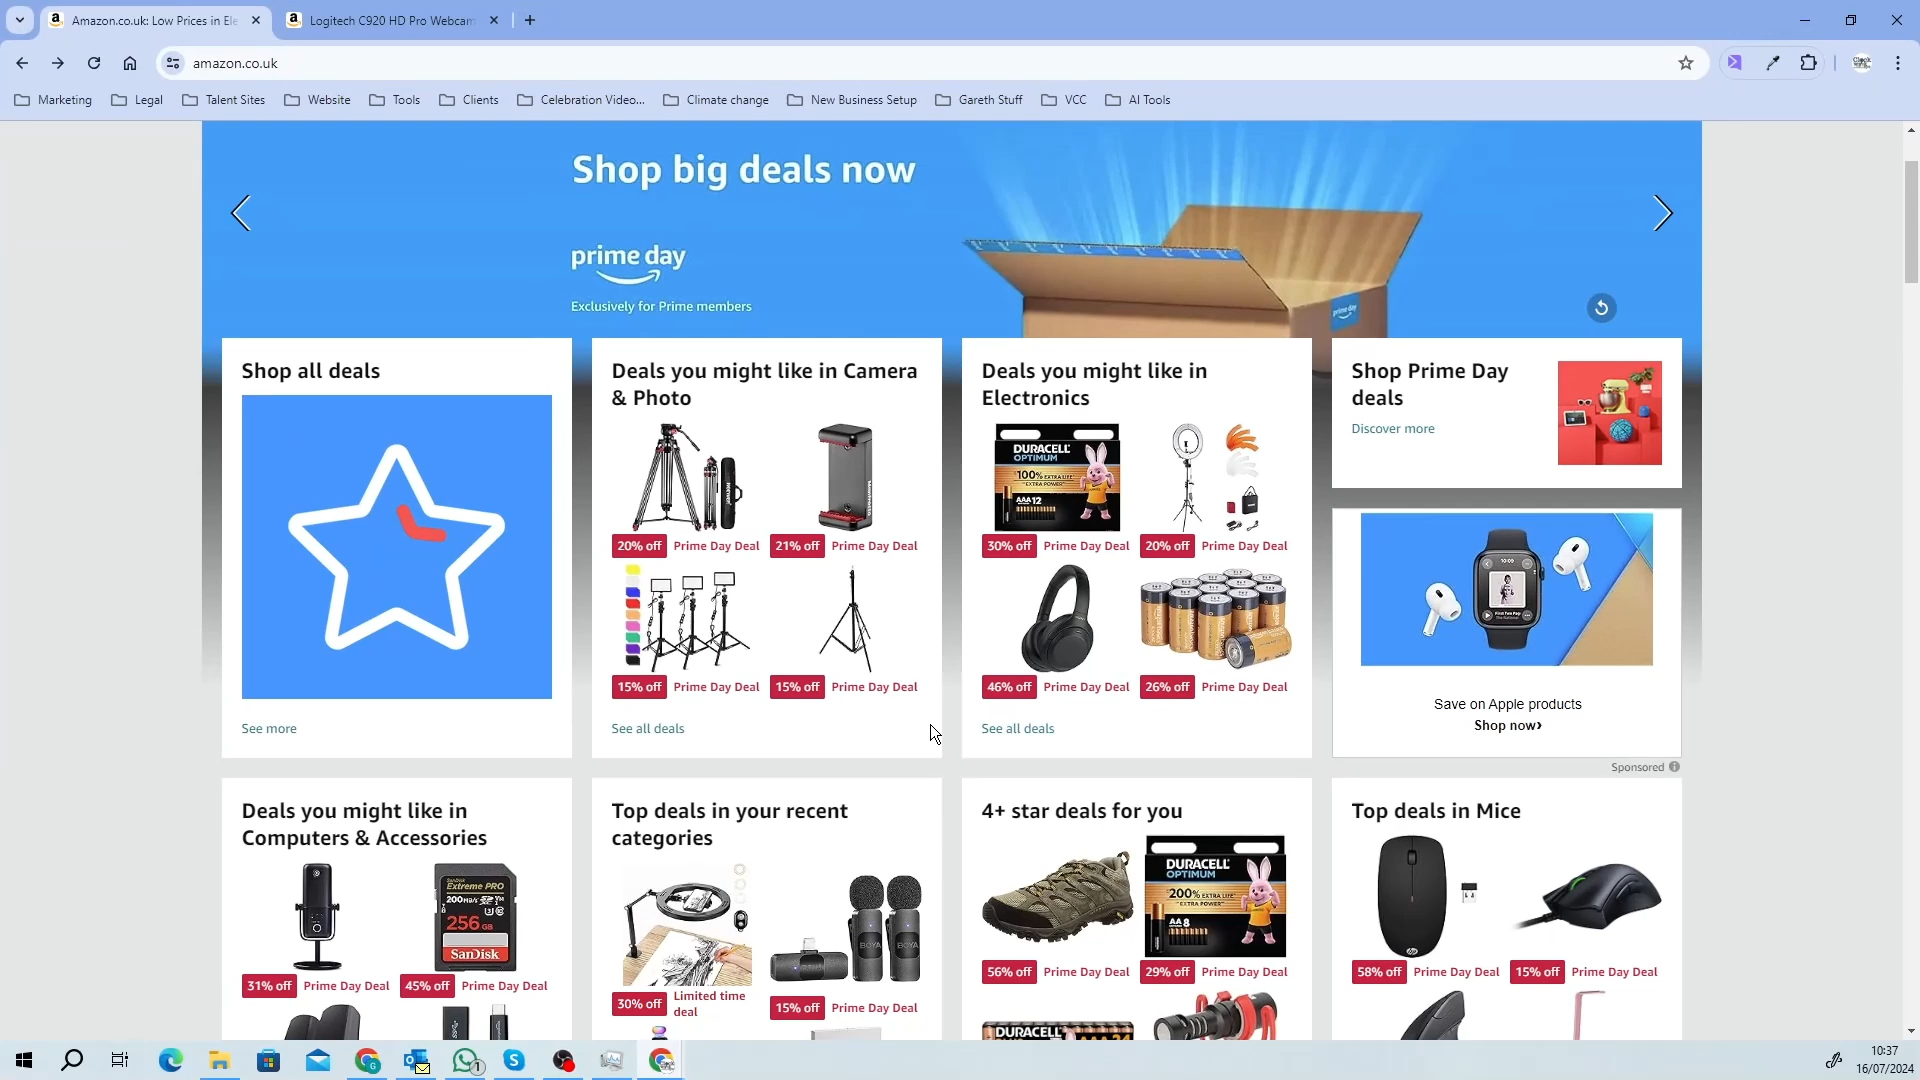 Amazon.co.uk: Low Prices in Ele
Logitech C920 HD Pro Webcam
amazon.co.uk
Marketing
Legal
Talent Sites
Website
Tools
Clients
Celebration Video...
Climate change
New Business Setup
Gareth Stuff
VCC
AI Tools
Shop big deals now
prime day
Exclusively for Prime members
prime day
Shop all deals
See more
Deals you might like in Camera
& Photo
20% off Prime Day Deal
21% off Prime Day Deal
15% off Prime Day Deal
15% off Prime Day Deal
See all deals
Deals you might like in
Electronics
DURACELL
OPTIMUM
100% EXTRA LIFE
EXTRA POWER
AAA 12
30% off Prime Day Deal
20% off Prime Day Deal
46% off Prime Day Deal
26% off Prime Day Deal
See all deals
Shop Prime Day
deals
Discover more
10:09
Save on Apple products
Shop now›
Sponsored
Deals you might like in
Computers & Accessories
SanDisk
Extreme PRO
200MB/s
256 GB
SanDisk
31% off Prime Day Deal
45% off Prime Day Deal
Top deals in your recent
categories
BOYA
BOYA
30% off Limited time
deal
15% off Prime Day Deal
4+ star deals for you
DURACELL
OPTIMUM
200% EXTRA LIFE
EXTRA POWER
AA 8
56% off Prime Day Deal
29% off Prime Day Deal
DURACELL
Top deals in Mice
58% off Prime Day Deal
15% off Prime Day Deal
10:37
16/07/2024